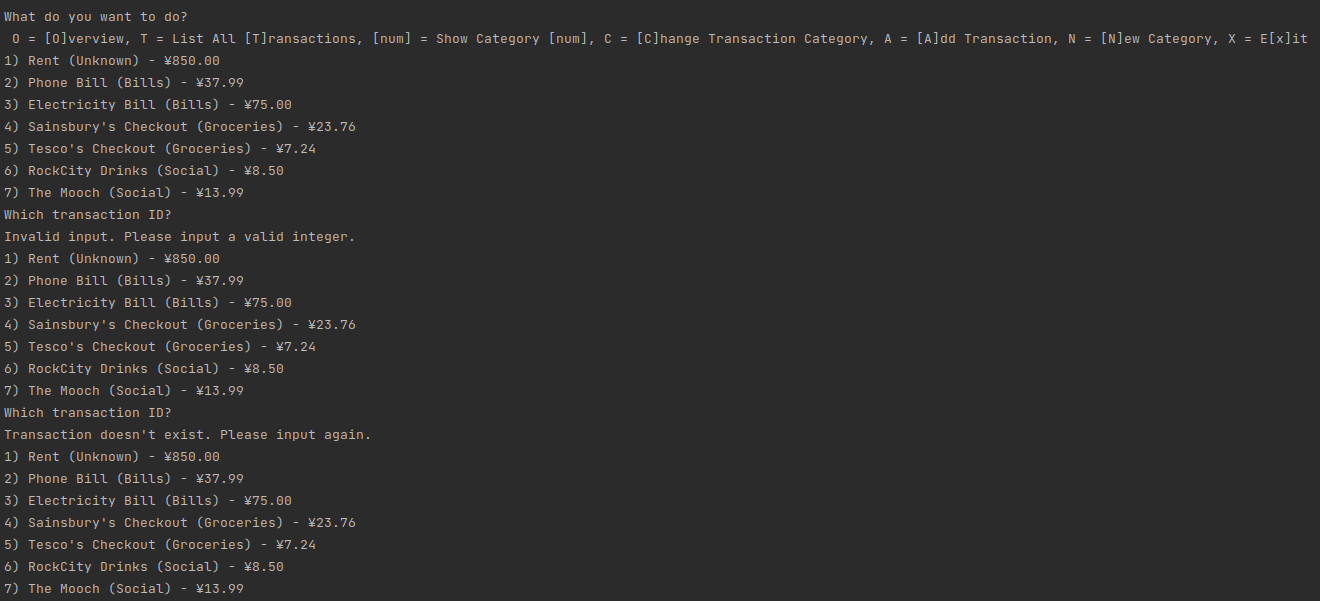 What do you want to do?
O = [O]verview, T = List All [T]ransactions, [num] = Show Category [num], C = [C]hange Transaction Category, A = [A]dd Transaction, N = [N]ew Category, X = E[x]it
1) Rent (Unknown) - ¥850.00
2) Phone Bill (Bills) - ¥37.99
3) Electricity Bill (Bills) - ¥75.00
4) Sainsbury's Checkout (Groceries) - ¥23.76
5) Tesco's Checkout (Groceries) - ¥7.24
6) RockCity Drinks (Social) - ¥8.50
7) The Mooch (Social) - ¥13.99
Which transaction ID?
Invalid input. Please input a valid integer.
1) Rent (Unknown) - ¥850.00
2) Phone Bill (Bills) - ¥37.99
3) Electricity Bill (Bills) - ¥75.00
4) Sainsbury's Checkout (Groceries) - ¥23.76
5) Tesco's Checkout (Groceries) - ¥7.24
6) RockCity Drinks (Social) - ¥8.50
7) The Mooch (Social) - ¥13.99
Which transaction ID?
Transaction doesn't exist. Please input again.
1) Rent (Unknown) - ¥850.00
2) Phone Bill (Bills) - ¥37.99
3) Electricity Bill (Bills) - ¥75.00
4) Sainsbury's Checkout (Groceries) - ¥23.76
5) Tesco's Checkout (Groceries) - ¥7.24
6) RockCity Drinks (Social) - ¥8.50
7) The Mooch (Social) - ¥13.99